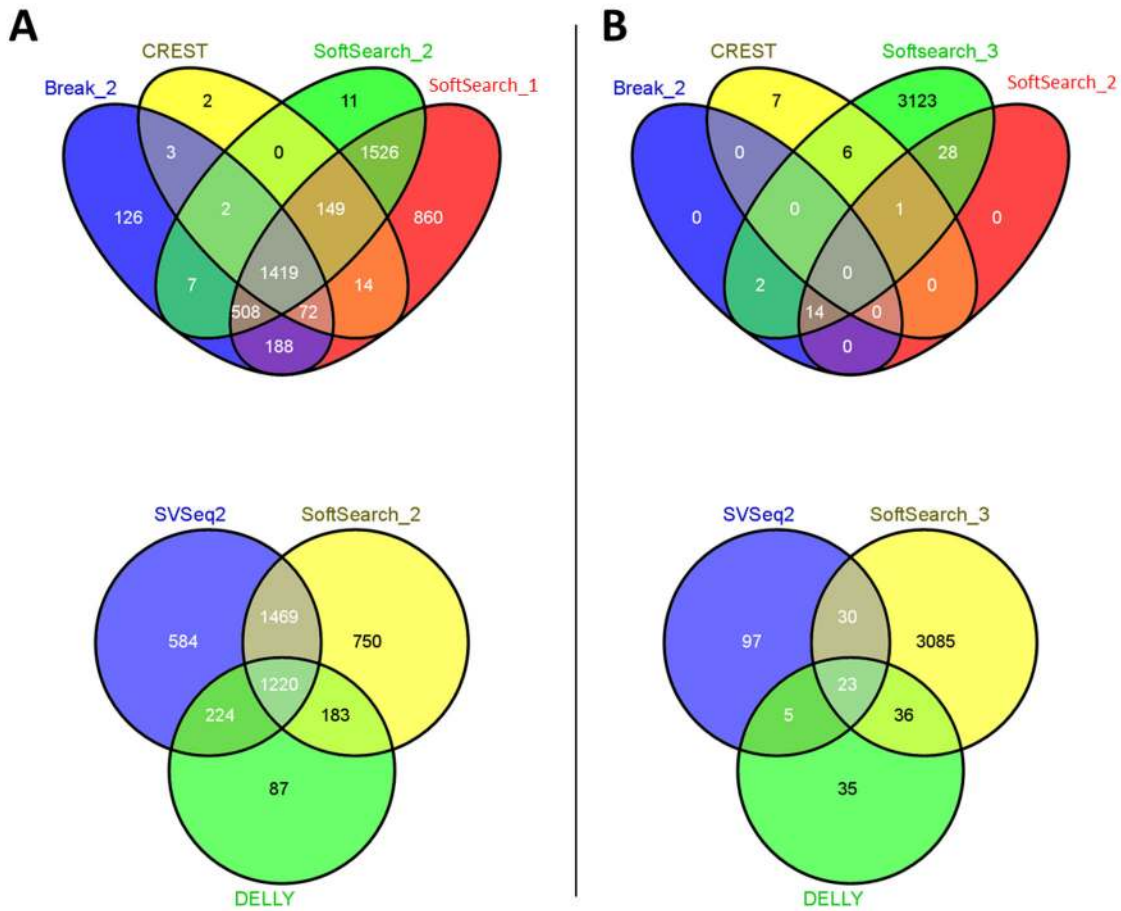 A
CREST
SoftSearch_2
Break_2
SoftSearch_1
2
11
3
0
1526
126
2
149
860
1419
7
14
508
72
188
SVSeq2
SoftSearch_2
1469
584
750
1220
224
183
87
DELLY
B
CREST
Softsearch_3
Break_2
SoftSearch_2
7
3123
0
6
28
0
0
1
0
0
2
0
14
0
0
SVSeq2
SoftSearch_3
30
97
3085
23
5
36
35
DELLY